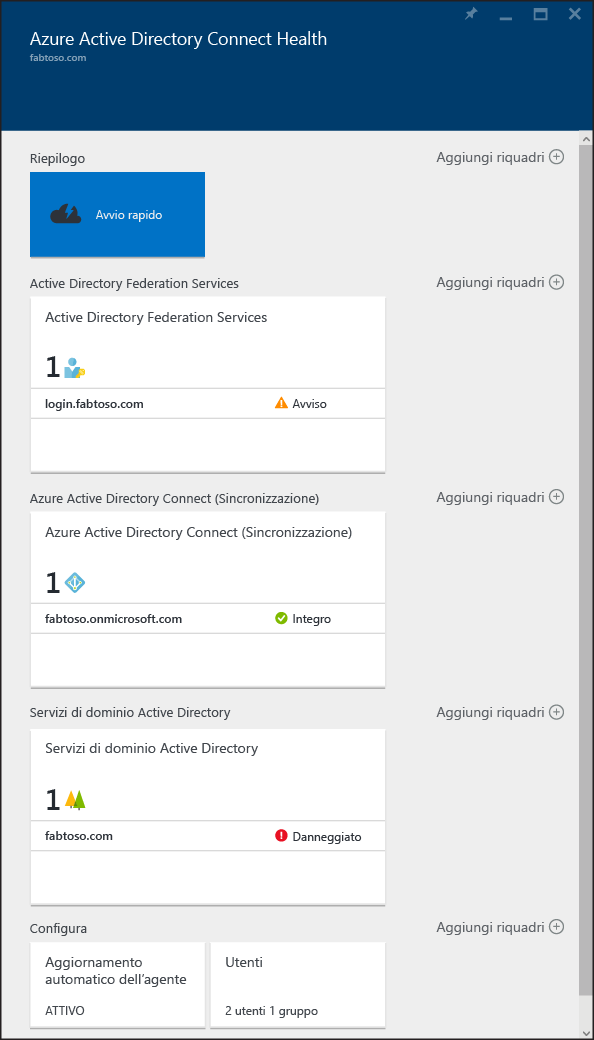 Azure Active Directory Connect Health
fabtoso.com
Riepilogo
Aggiungi riquadri
Avvio rapido
Active Directory Federation Services
Aggiungi riquadri
Active Directory Federation Services
1
login.fabtoso.com
Avviso
Azure Active Directory Connect (Sincronizzazione)
Aggiungi riquadri
Azure Active Directory Connect (Sincronizzazione)
1
fabtoso.onmicrosoft.com
Integro
Servizi di dominio Active Directory
Aggiungi riquadri
Servizi di dominio Active Directory
1
fabtoso.com
Danneggiato
Configura
Aggiungi riquadri
Aggiornamento
automatico dell'agente
ATTIVO
Utenti
2 utenti 1 gruppo